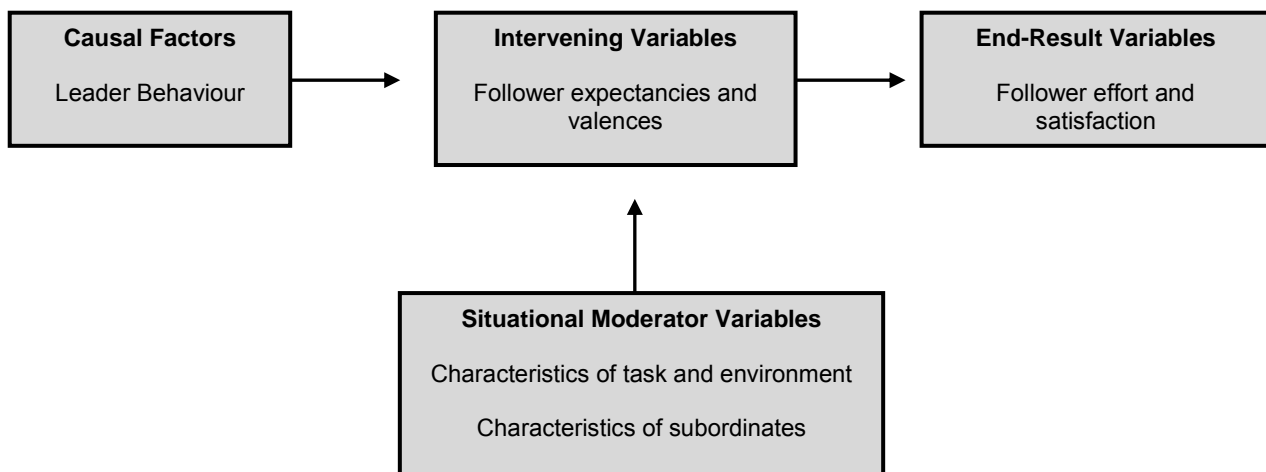 Causal Factors
Leader Behaviour
Intervening Variables
Follower expectancies and
valences
End-Result Variables
Follower effort and
satisfaction
Situational Moderator Variables
Characteristics of task and environment
Characteristics of subordinates